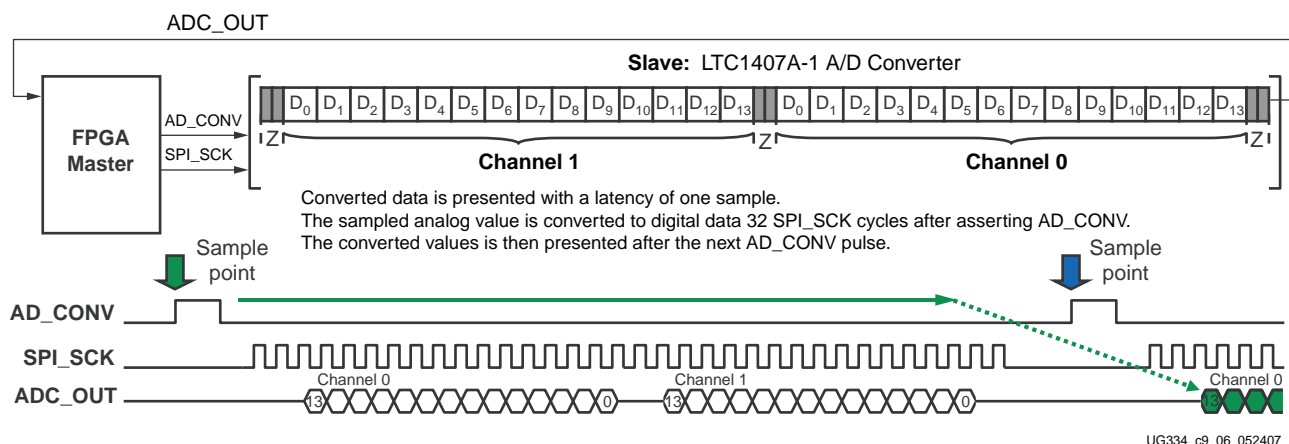 ADC_OUT
Slave: LTC1407A-1 A/D Converter
FPGA
Master
AD_CONV
SPI_SCK
D0 D1 D2 D3 D4 D5 D6 D7 D8 D9 D10 D11 D12 D13 D0 D1 D2 D3 D4 D5 D6 D7 D8 D9 D10 D11 D12 D13
Z Z Z
Channel 1 Channel 0
Converted data is presented with a latency of one sample.
The sampled analog value is converted to digital data 32 SPI_SCK cycles after asserting AD_CONV.
The converted values is then presented after the next AD_CONV pulse.
Sample
point
Sample
point
AD_CONV
SPI_SCK
Channel 0 Channel 1 Channel 0
ADC_OUT 13 0 13 0 13
UG334_c9_06_052407